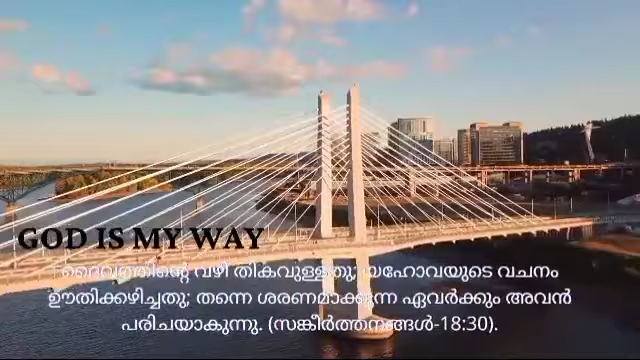 GOD IS MY WAY
ദൈവത്തിന്റെ വഴി തികവുള്ളതു; യഹോവയുടെ വചനം
ഊതിക്കഴിച്ചതു; തന്നെ ശരണമാക്കുന്ന ഏവർക്കും അവൻ
പരിചയാകുന്നു. (സങ്കീർത്തനങ്ങൾ-18:30).